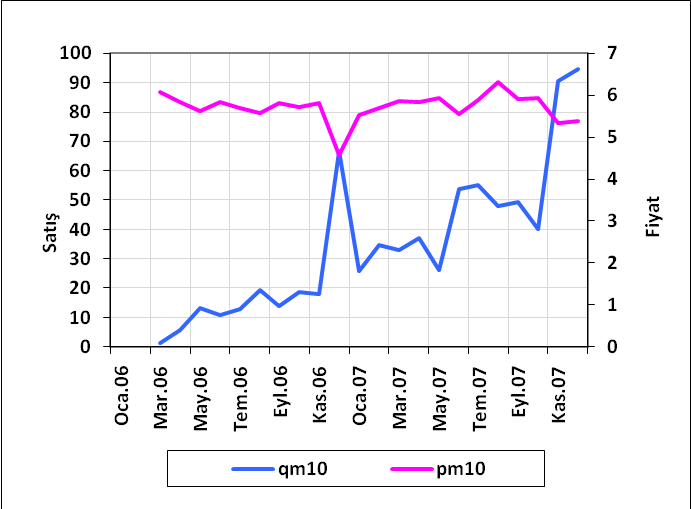 100
90
80
70
60
50
40
30
20
10
0
Satış
7
6
5
4
3
2
1
0
Fiyat
Oca.06
Mar.06
May.06
Tem.06
Eyl.06
Kas.06
Oca.07
Mar.07
May.07
Tem.07
Eyl.07
Kas.07
qm10
pm10